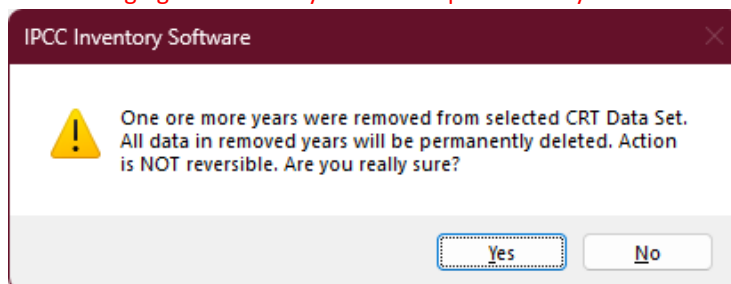 IPCC Inventory Software
One ore more years were removed from selected CRT Data Set.
All data in removed years will be permanently deleted. Action
is NOT reversible. Are you really sure?
Yes No